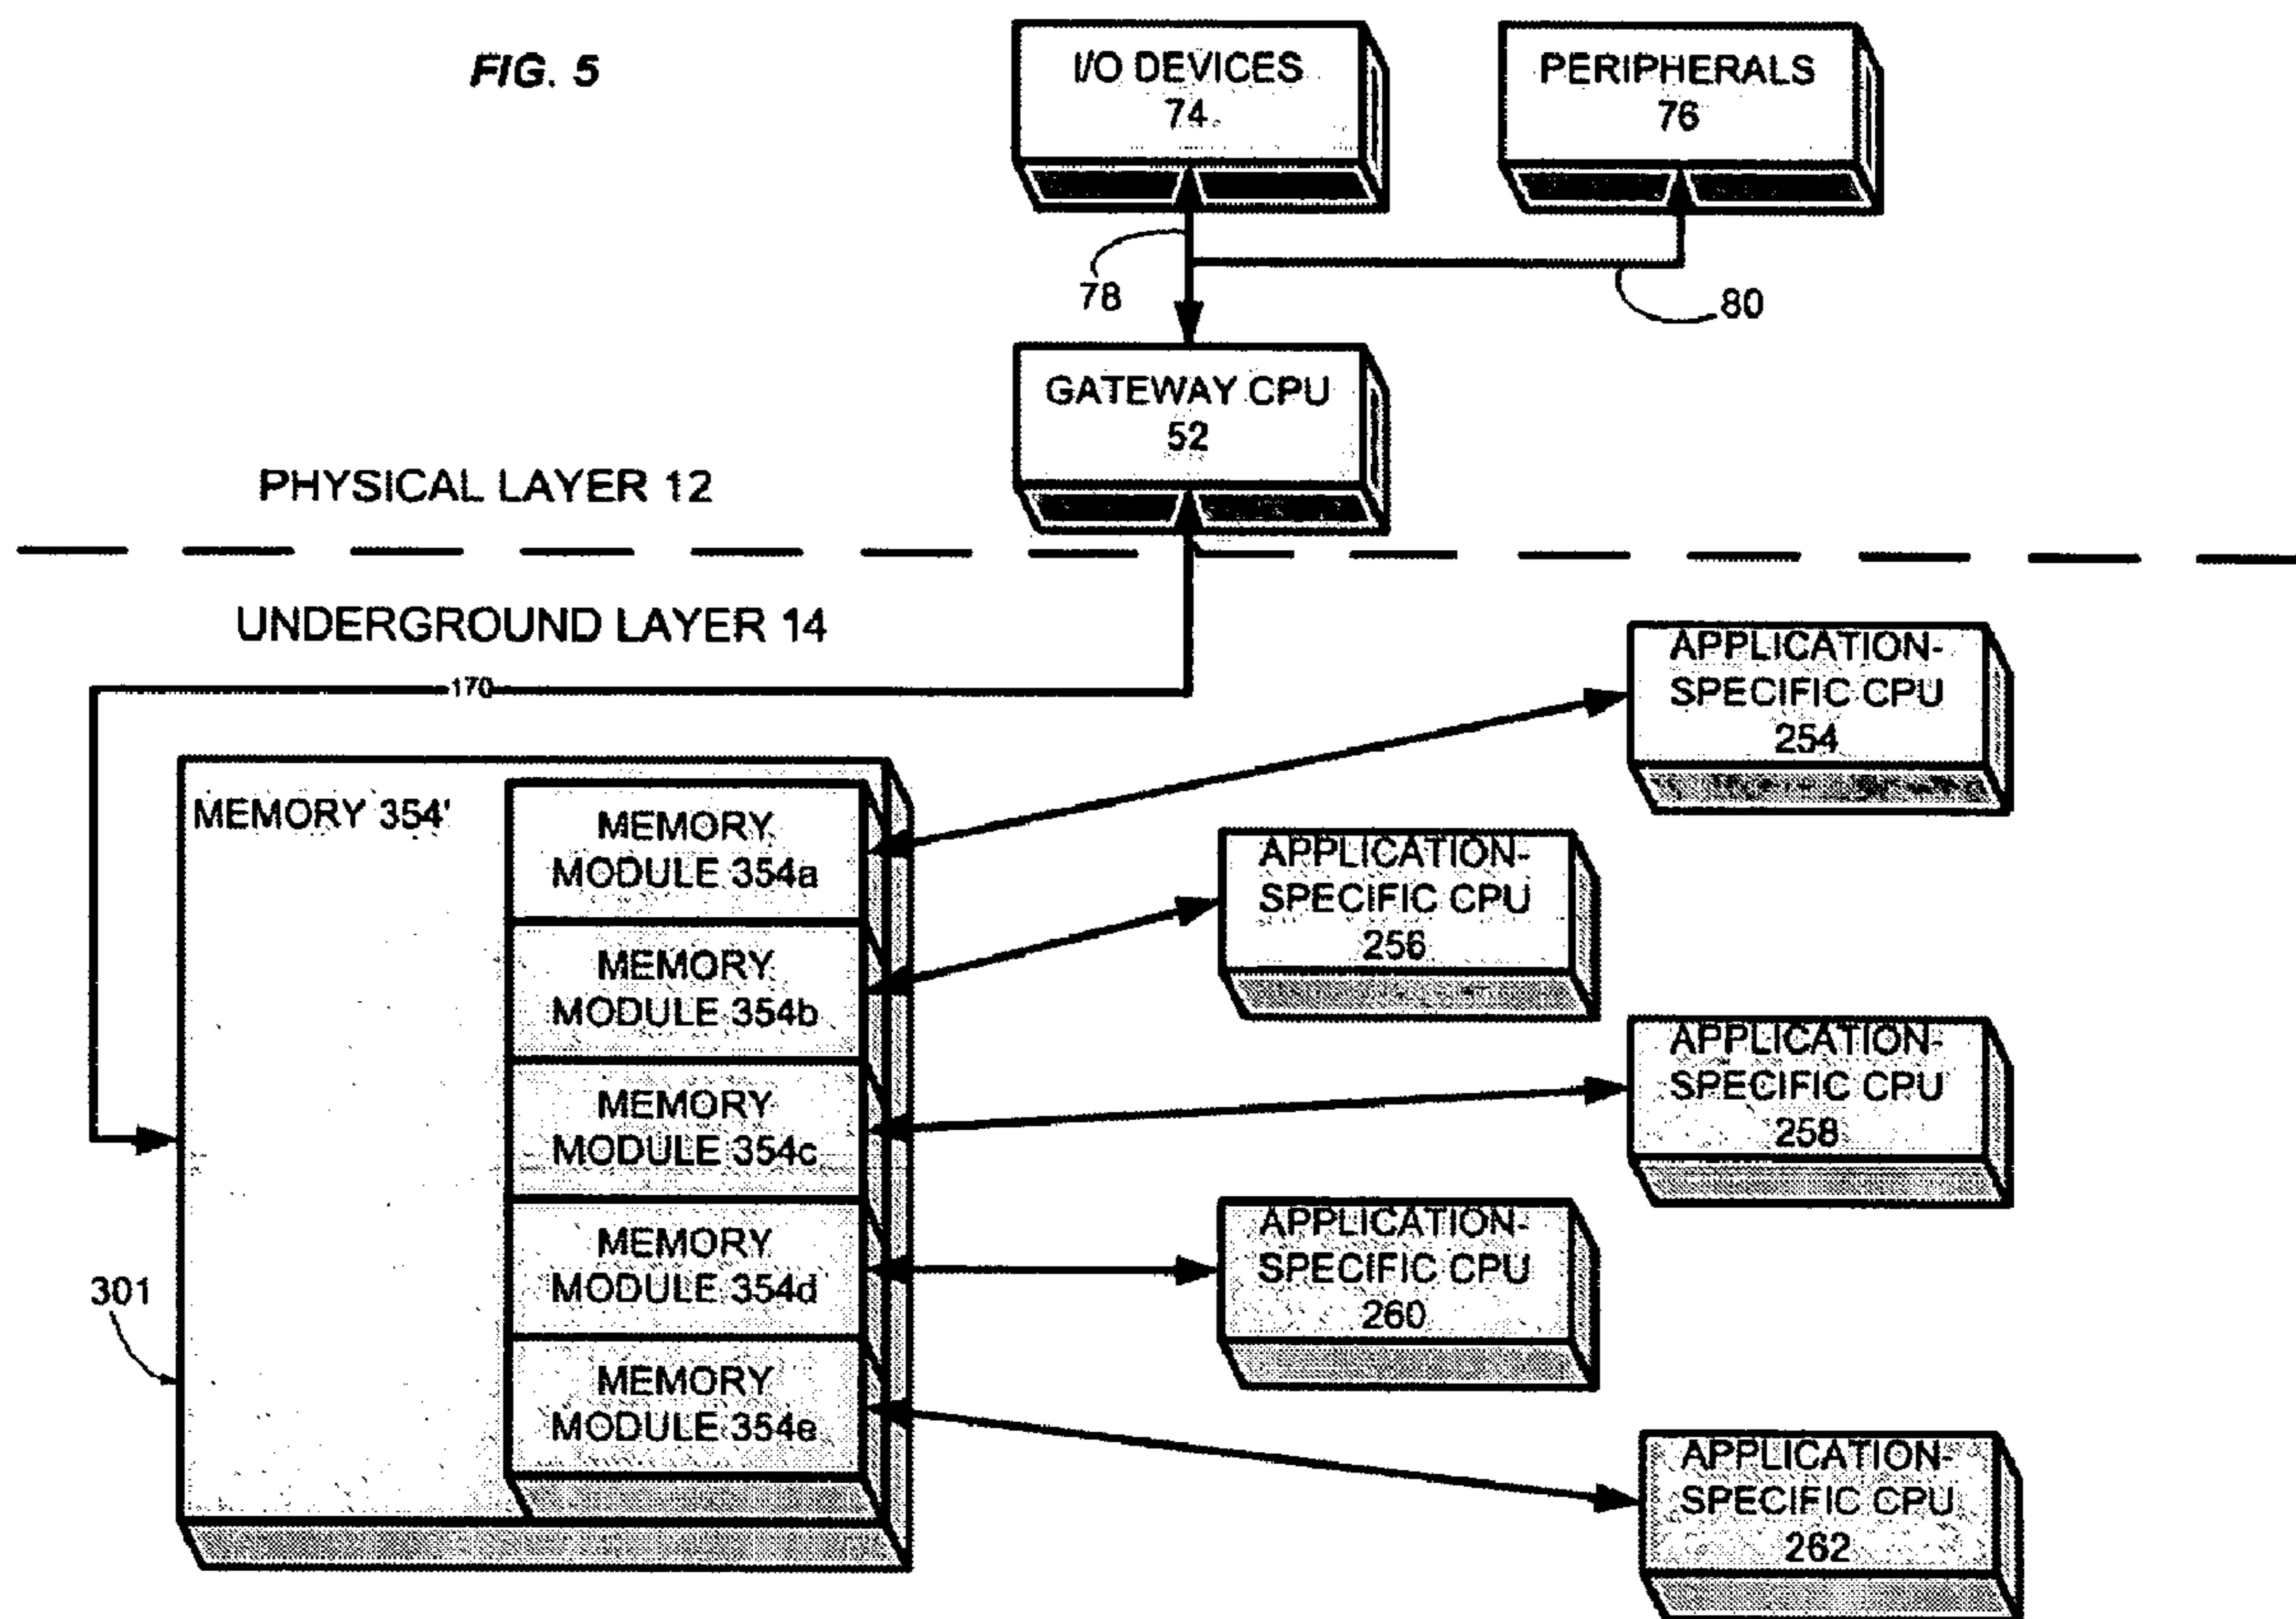 FIG. 5
I/O DEVICES
74
PERIPHERALS
76
78
80
GATEWAY CPU
52
PHYSICAL LAYER 12
UNDERGROUND LAYER 14
170
APPLICATION-
SPECIFIC CPU
254
MEMORY 354'
MEMORY
MODULE 354a
APPLICATION-
SPECIFIC CPU
256
MEMORY
MODULE 354b
APPLICATION-
SPECIFIC CPU
258
MEMORY
MODULE 354c
APPLICATION-
SPECIFIC CPU
260
MEMORY
MODULE 354d
301
MEMORY
MODULE 354e
APPLICATION-
SPECIFIC CPU
262